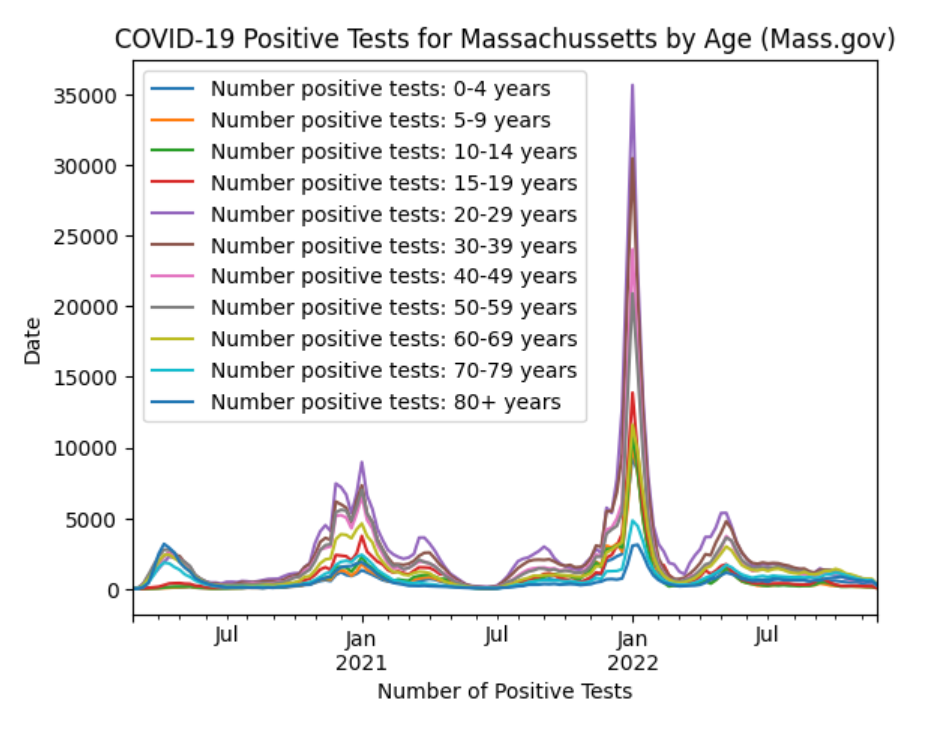 COVID-19 Positive Tests for Massachussetts by Age (Mass.gov)
35000
30000
25000
20000
15000
10000
5000
0
Date
Number positive tests: 0-4 years
Number positive tests: 5-9 years
Number positive tests: 10-14 years
Number positive tests: 15-19 years
Number positive tests: 20-29 years
Number positive tests: 30-39 years
Number positive tests: 40-49 years
Number positive tests: 50-59 years
Number positive tests: 60-69 years
Number positive tests: 70-79 years
Number positive tests: 80+ years
Jul
Jan
2021
Jul
Jan
2022
Jul
Number of Positive Tests